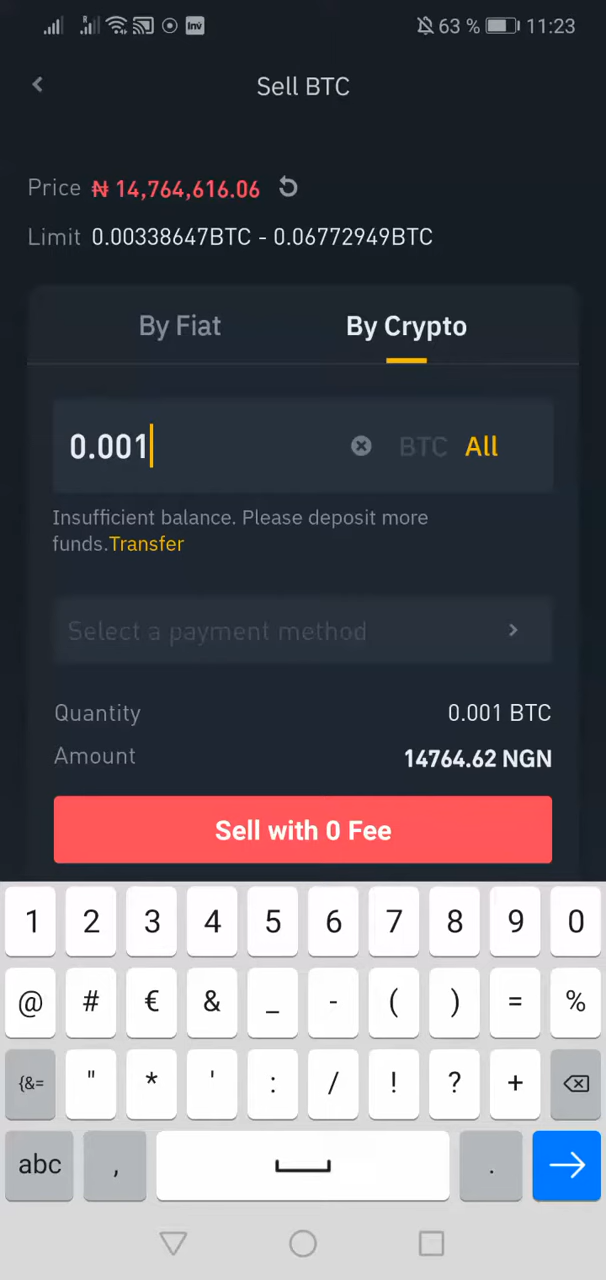 R Inv 63 % 11:23
Sell BTC
Price ₦ 14,764,616.06
Limit 0.00338647BTC - 0.06772949BTC
By Fiat By Crypto
0.001 BTC All
Insufficient balance. Please deposit more
funds.Transfer
Select a payment method
Quantity 0.001 BTC
Amount 14764.62 NGN
Sell with 0 Fee
1 2 3 4 5 6 7 8 9 0
@ # € & _ - ( ) = %
{&= " * ' : / ! ? +
abc , .